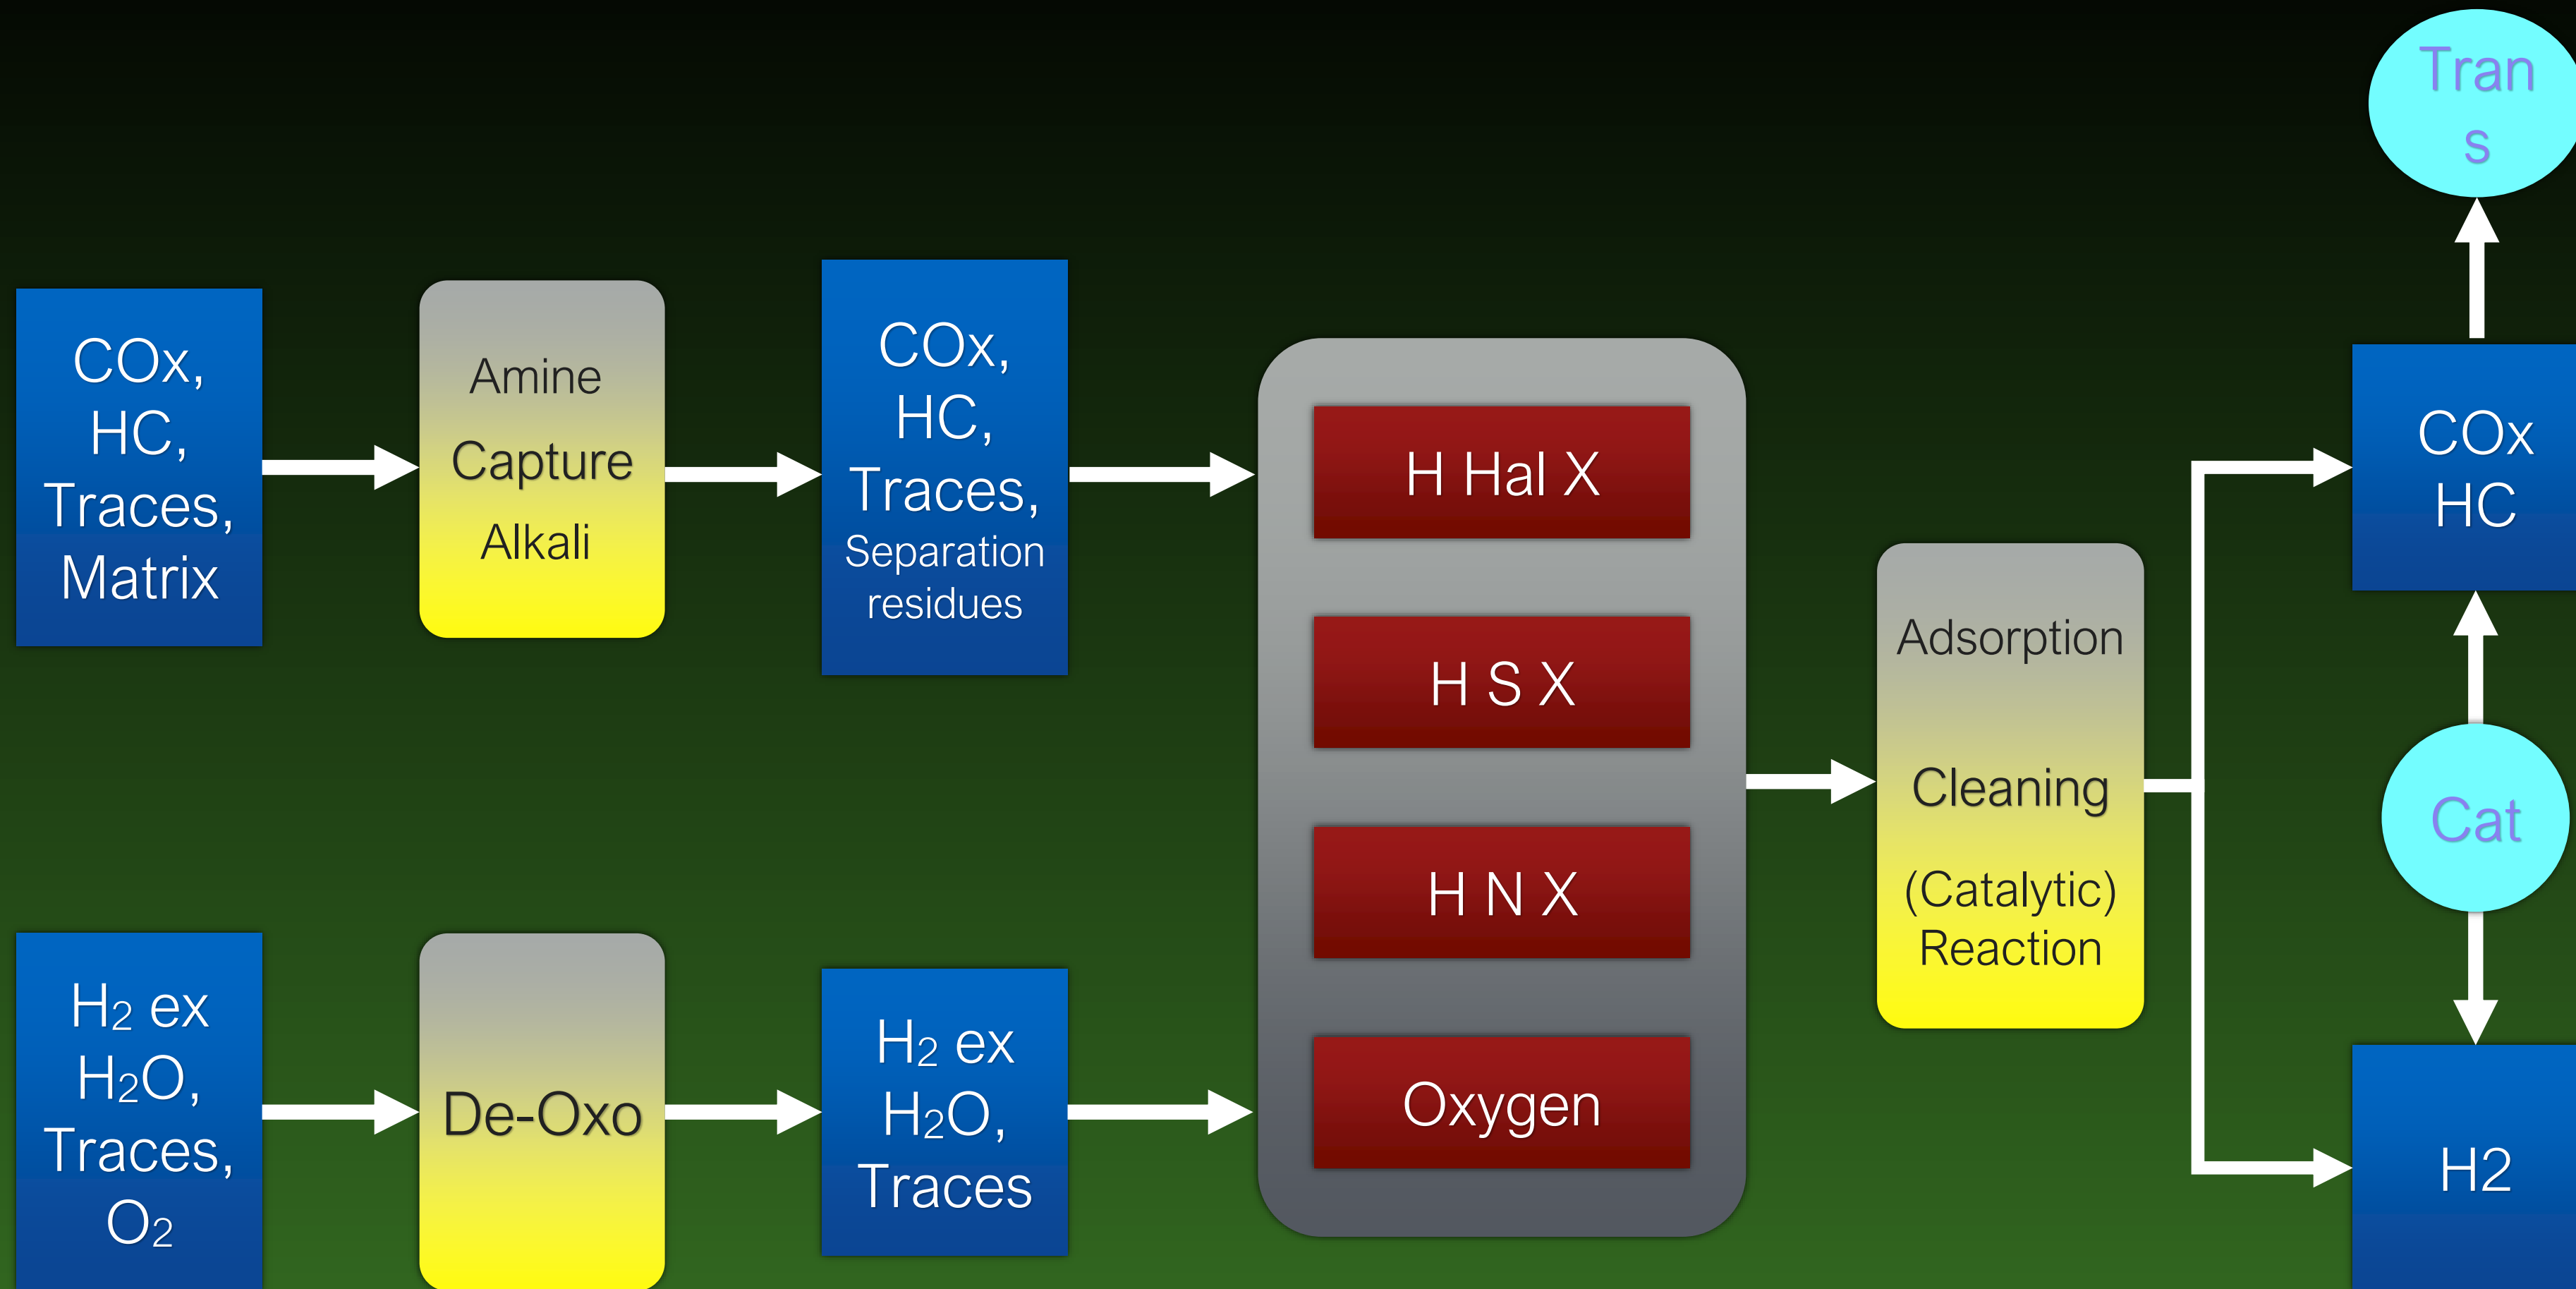 Tran
s
COx,
HC,
Traces,
Matrix
Amine
Capture
Alkali
COx,
HC,
Traces,
Separation
residues
H Hal X
H S X
H N X
Oxygen
Adsorption
Cleaning
(Catalytic)
Reaction
COx
HC
Cat
H₂ ex
H₂O,
Traces,
O₂
De-Oxo
H₂ ex
H₂O,
Traces
H2